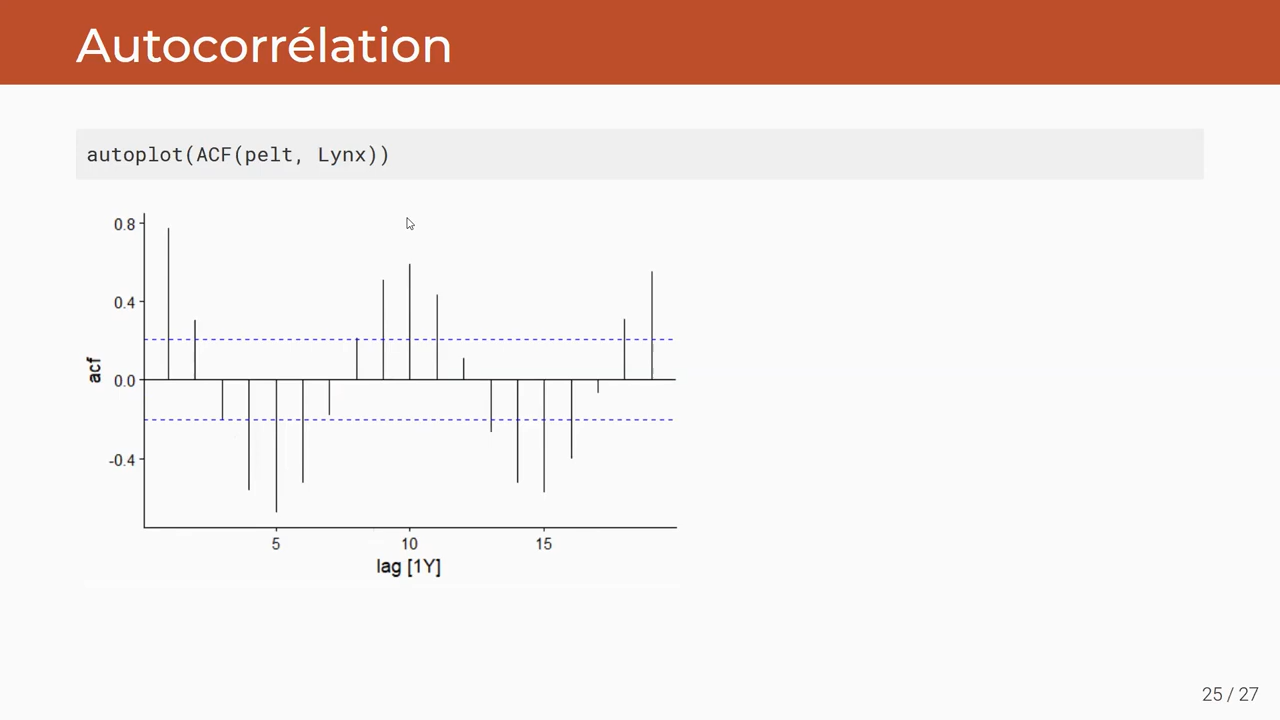 Autocorrélation
autoplot(ACF(pelt, Lynx))
0.8
0.4
0.0
-0.4
acf
5 10 15
lag [1Y]
25 / 27